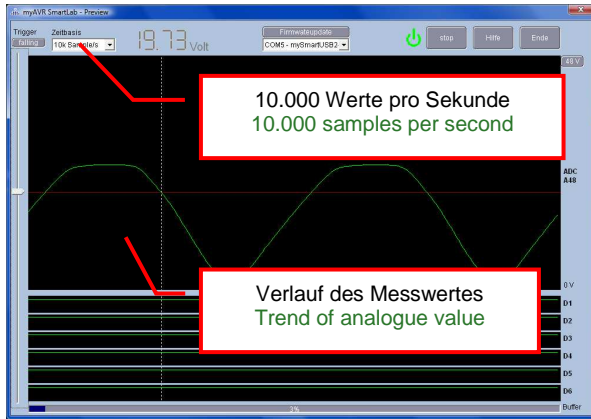 myAVR SmartLab - Preview
Trigger
Zeitbasis
Firmwareupdate
falling
10k Sample/s
19.73 Volt
COM5 - mySmartUSB2
stop
Hilfe
Ende
48 V
10.000 Werte pro Sekunde
10.000 samples per second
ADC
A48
Verlauf des Messwertes
Trend of analogue value
0 V
D1
D2
D3
D4
D5
D6
3%
Buffer